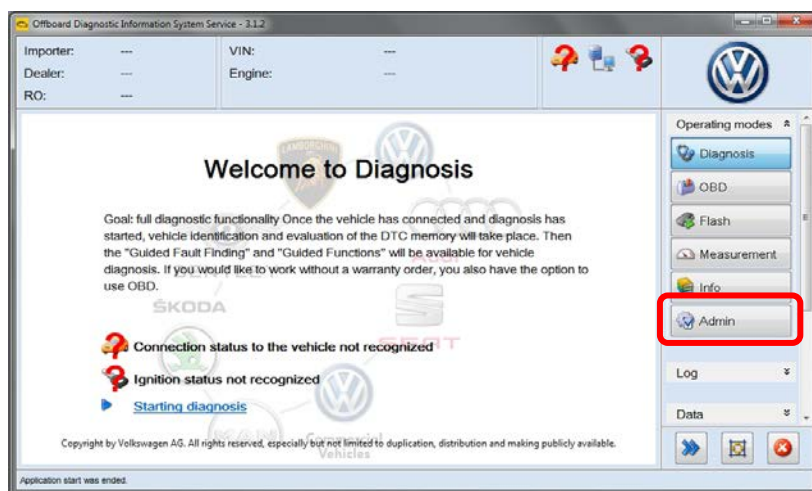 Offboard Diagnostic Information System Service - 3.1.2
Importer: ---
Dealer: ---
RO: ---
VIN: ---
Engine: ---
Welcome to Diagnosis
Goal: full diagnostic functionality Once the vehicle has connected and diagnosis has
started, vehicle identification and evaluation of the DTC memory will take place. Then
the "Guided Fault Finding" and "Guided Functions" will be available for vehicle
diagnosis. If you would like to work without a warranty order, you also have the option to
use OBD.
LAMBORGHINI
Audi
BENTLEY
ŠKODA
SEAT
Connection status to the vehicle not recognized
Ignition status not recognized
Starting diagnosis
Copyright by Volkswagen AG. All rights reserved, especially but not limited to duplication, distribution and making publicly available.
Commercial
Vehicles
Operating modes
Diagnosis
OBD
Flash
Measurement
Info
Admin
Log
Data
Application start was ended.